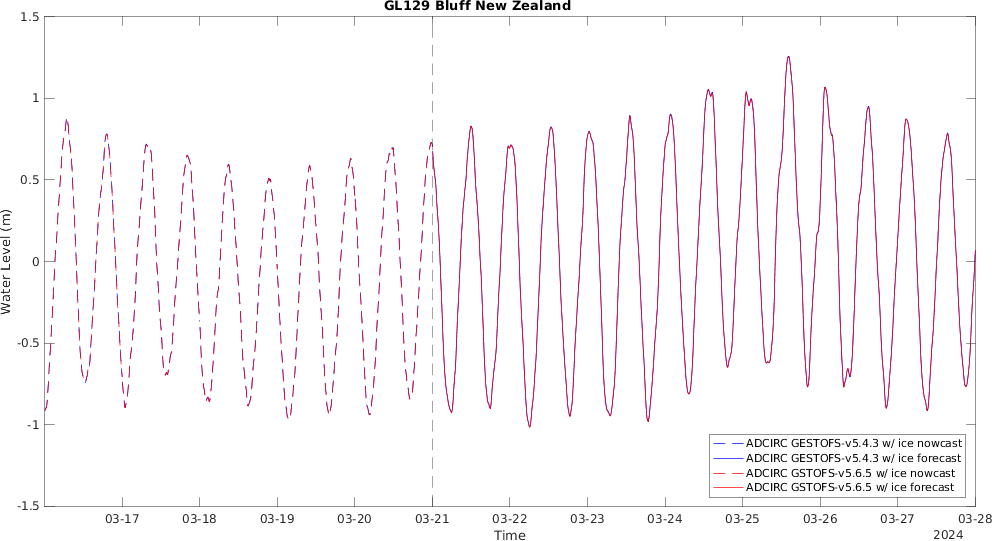 GL129 Bluff New Zealand
Water Level (m)
1.5
1
0.5
0
-0.5
-1
-1.5
ADCIRC GESTOFS-v5.4.3 w/ ice nowcast
ADCIRC GESTOFS-v5.4.3 w/ ice forecast
ADCIRC GSTOFS-v5.6.5 w/ ice nowcast
ADCIRC GSTOFS-v5.6.5 w/ ice forecast
03-17 03-18 03-19 03-20 03-21 03-22 03-23 03-24 03-25 03-26 03-27 03-28
Time
2024